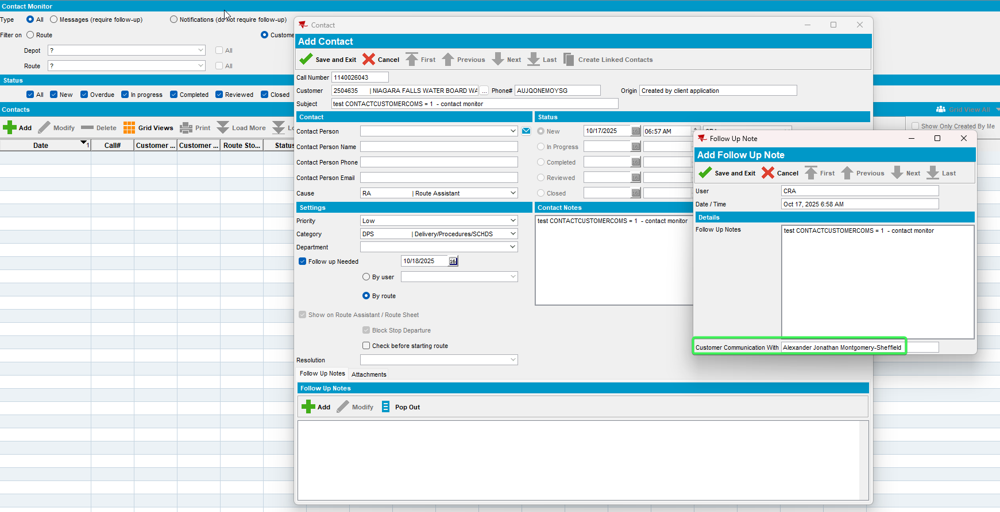 Contact Monitor
Type All Messages (require follow-up) Notifications (do not require follow-up)
Filter on Route Custome
Depot ? All
Route ? All
Status
All New Overdue In progress Completed Reviewed Closed
Contacts
Grid View All
Add Modify Delete Grid Views Print Load More Lo
Show Only Created By Me
Date 1 Call# Customer ... Customer ... Route Sto... Status
Contact
Add Contact
Save and Exit Cancel First Previous Next Last Create Linked Contacts
Call Number 1140026043
Customer 2504635 | NIAGARA FALLS WATER BOARD WA ... Phone# AUJQONEMOYSG Origin Created by client application
Subject test CONTACTCUSTOMERCOMS = 1 - contact monitor
Contact
Contact Person
Contact Person Name
Contact Person Phone
Contact Person Email
Cause RA | Route Assistant
Status
New 10/17/2025 16 06:57 AM
In Progress 16
Completed 16
Reviewed 16
Closed 16
Settings
Priority Low
Category DPS | Delivery/Procedures/SCHDS
Department
Follow up Needed 10/18/2025 16
By user
By route
Show on Route Assistant / Route Sheet
Block Stop Departure
Check before starting route
Resolution
Contact Notes
test CONTACTCUSTOMERCOMS = 1 - contact monitor
Follow Up Notes Attachments
Follow Up Notes
Add Modify Pop Out
Follow Up Note
Add Follow Up Note
Save and Exit Cancel First Previous Next Last
User CRA
Date / Time Oct 17, 2025 6:58 AM
Details
Follow Up Notes test CONTACTCUSTOMERCOMS = 1 - contact monitor
Customer Communication With Alexander Jonathan Montgomery-Sheffield